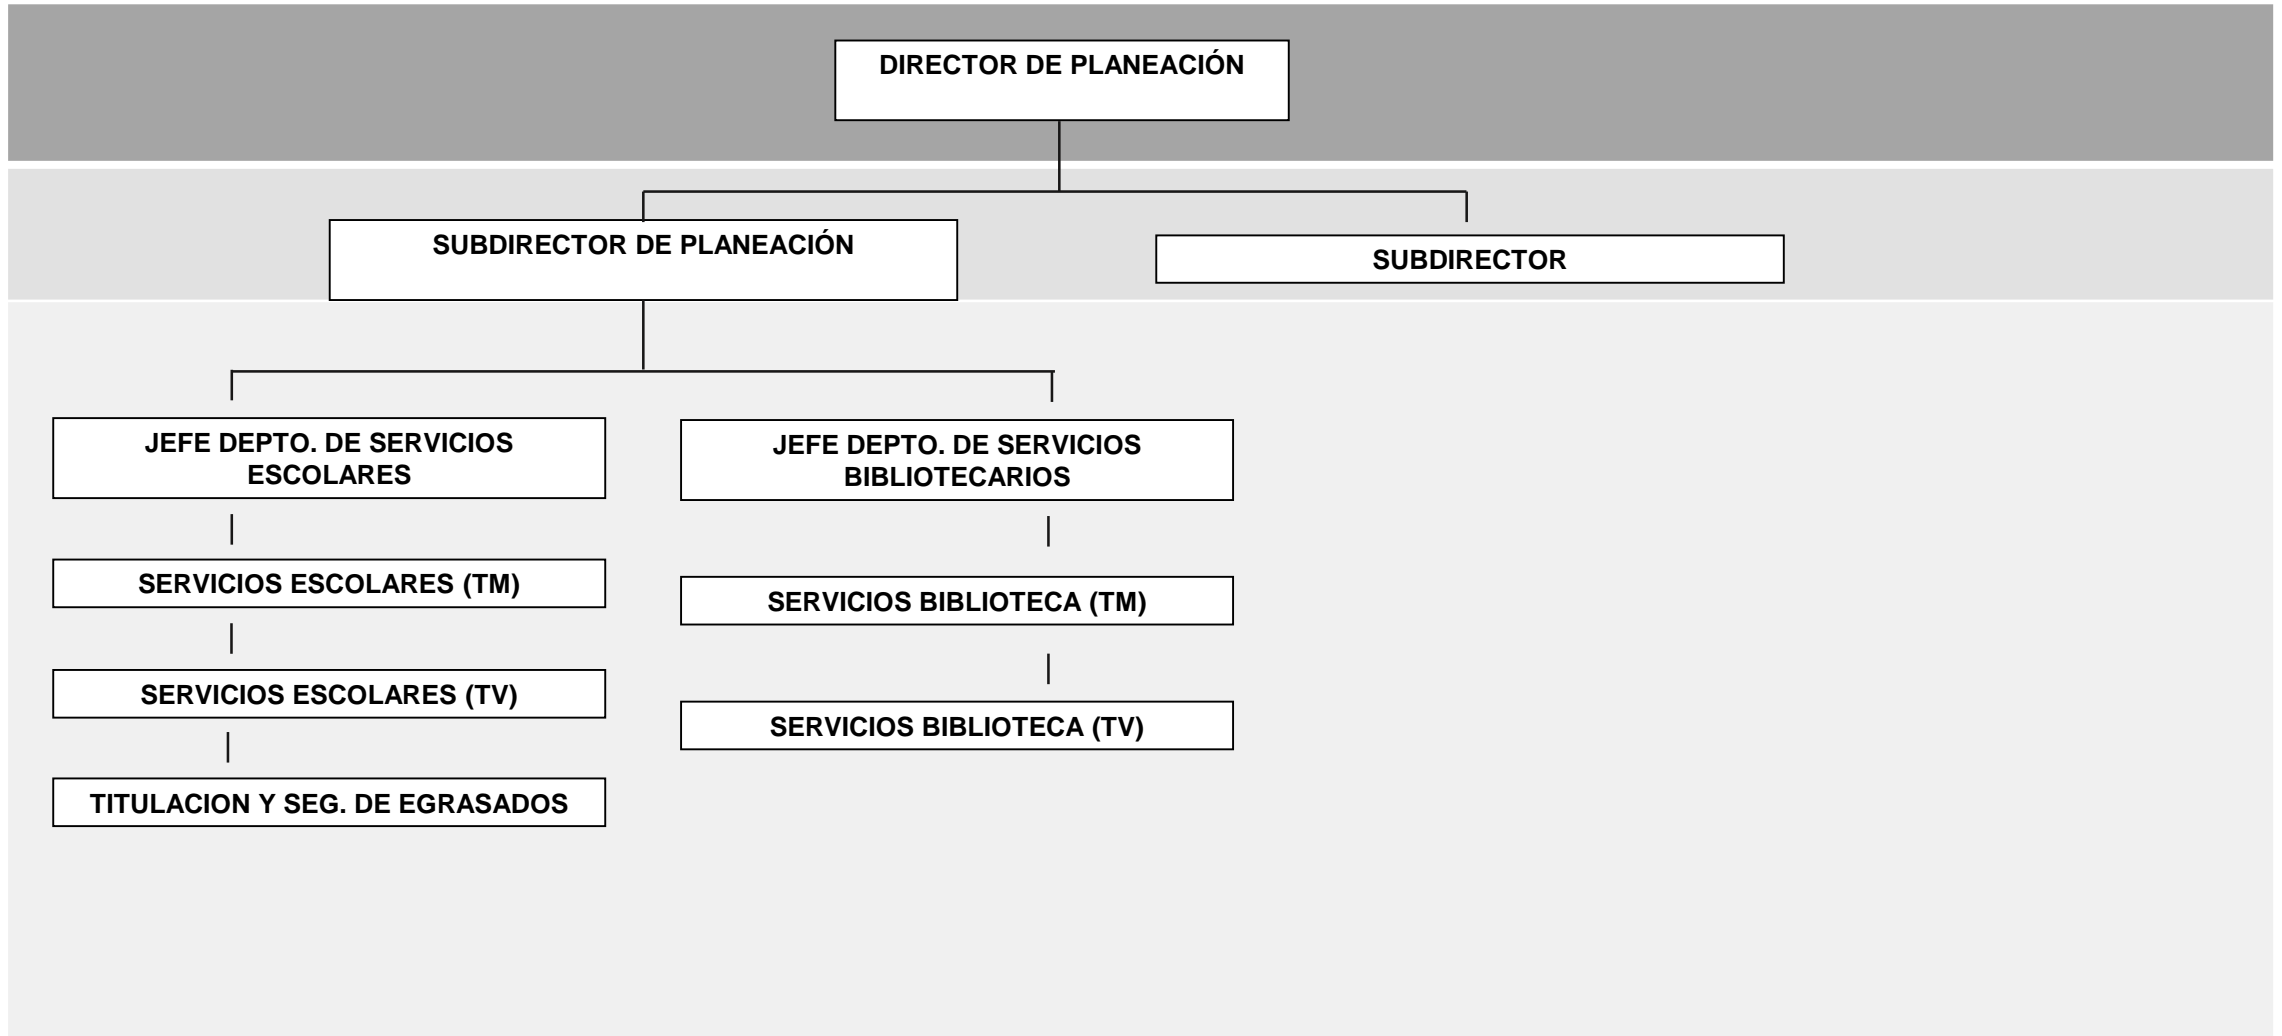 DIRECTOR DE PLANEACIÓN
SUBDIRECTOR DE PLANEACIÓN
SUBDIRECTOR
JEFE DEPTO. DE SERVICIOS
ESCOLARES
JEFE DEPTO. DE SERVICIOS
BIBLIOTECARIOS
SERVICIOS ESCOLARES (TM)
SERVICIOS BIBLIOTECA (TM)
SERVICIOS ESCOLARES (TV)
SERVICIOS BIBLIOTECA (TV)
TITULACION Y SEG. DE EGRASADOS